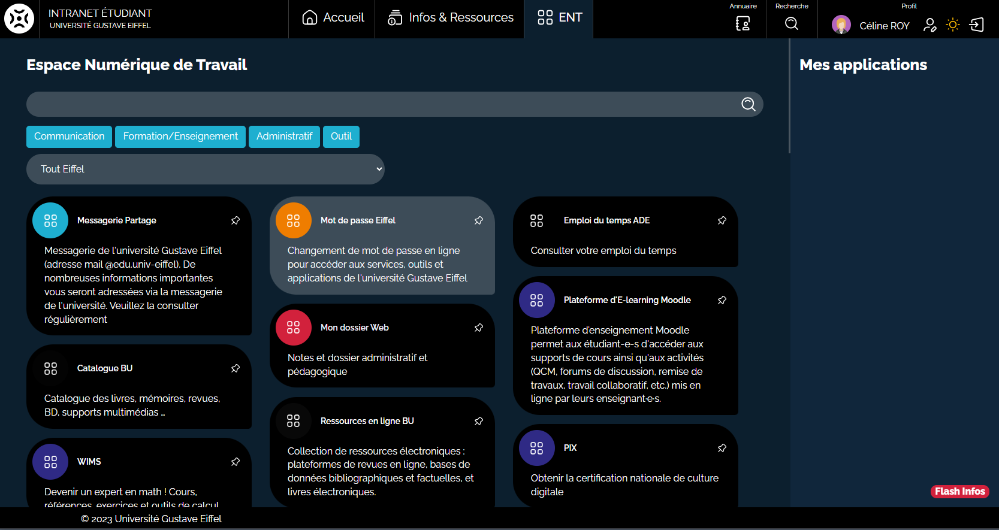 INTRANET ÉTUDIANT
UNIVERSITÉ GUSTAVE EIFFEL
Accueil
Infos & Ressources
ENT
Annuaire
Recherche
Profil
Céline ROY
Espace Numérique de Travail
Mes applications
Communication
Formation/Enseignement
Administratif
Outil
Tout Eiffel
Messagerie Partage
Messagerie de l'université Gustave Eiffel
(adresse mail @edu.univ-eiffel). De
nombreuses informations importantes
vous seront adressées via la messagerie
de l'université. Veuillez la consulter
régulièrement
Catalogue BU
Catalogue des livres, mémoires, revues,
BD, supports multimédias ...
WIMS
Devenir un expert en math ! Cours,
références, exercices et outils de calcul
Mot de passe Eiffel
Changement de mot de passe en ligne
pour accéder aux services, outils et
applications de l'université Gustave Eiffel
Mon dossier Web
Notes et dossier administratif et
pédagogique
Ressources en ligne BU
Collection de ressources électroniques :
plateformes de revues en ligne, bases de
données bibliographiques et factuelles, et
livres électroniques.
Emploi du temps ADE
Consulter votre emploi du temps
Plateforme d'E-learning Moodle
Plateforme d'enseignement Moodle
permet aux étudiant-e-s d'accéder aux
supports de cours ainsi qu'aux activités
(QCM, forums de discussion, remise de
travaux, travail collaboratif, etc.) mis en
ligne par leurs enseignant·e·s.
PIX
Obtenir la certification nationale de culture
digitale
Flash Infos
© 2023 Université Gustave Eiffel